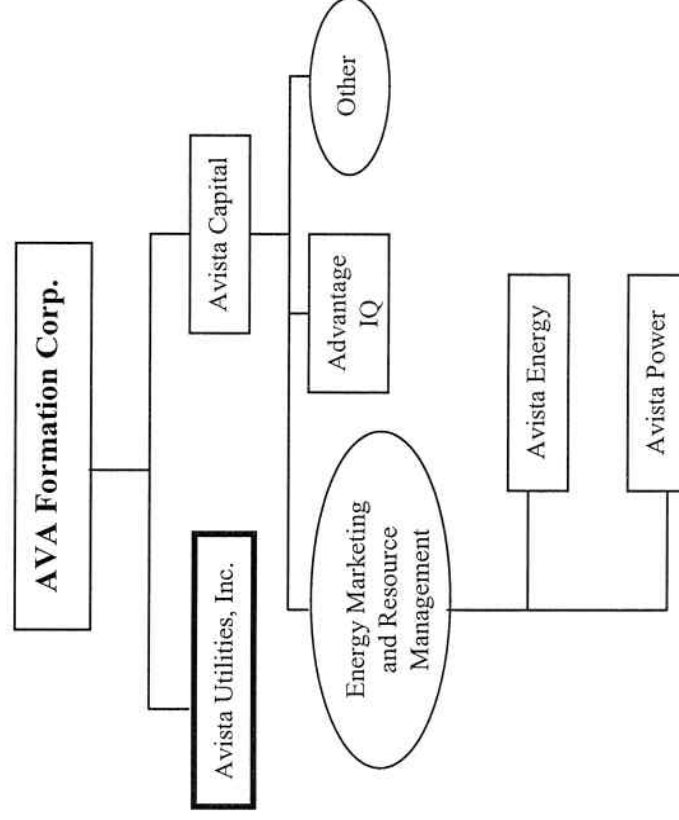 AVA Formation Corp.
Avista Utilities, Inc.
Avista Capital
Energy Marketing
and Resource
Management
Advantage
IQ
Other
Avista Energy
Avista Power